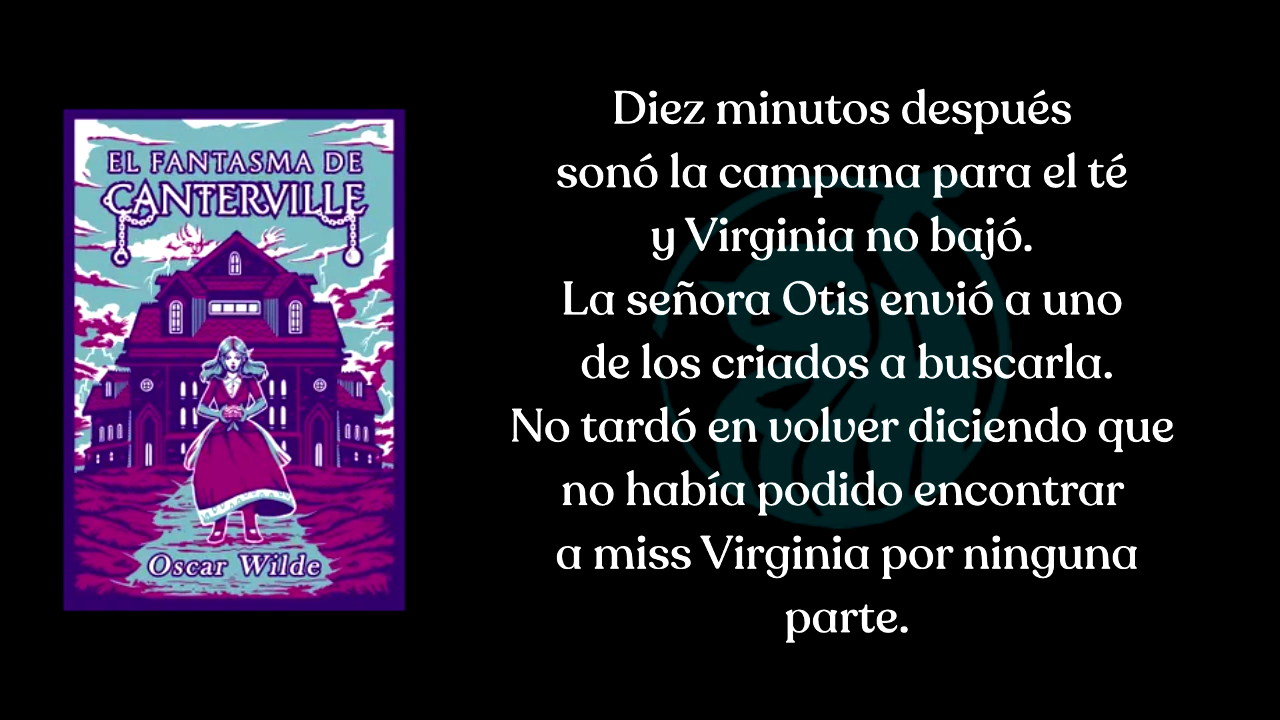 EL FANTASMA DE
CANTERVILLE
Oscar Wilde
Diez minutos después
sonó la campana para el té
y Virginia no bajó.
La señora Otis envió a uno
de los criados a buscarla.
No tardó en volver diciendo que
no había podido encontrar
a miss Virginia por ninguna
parte.